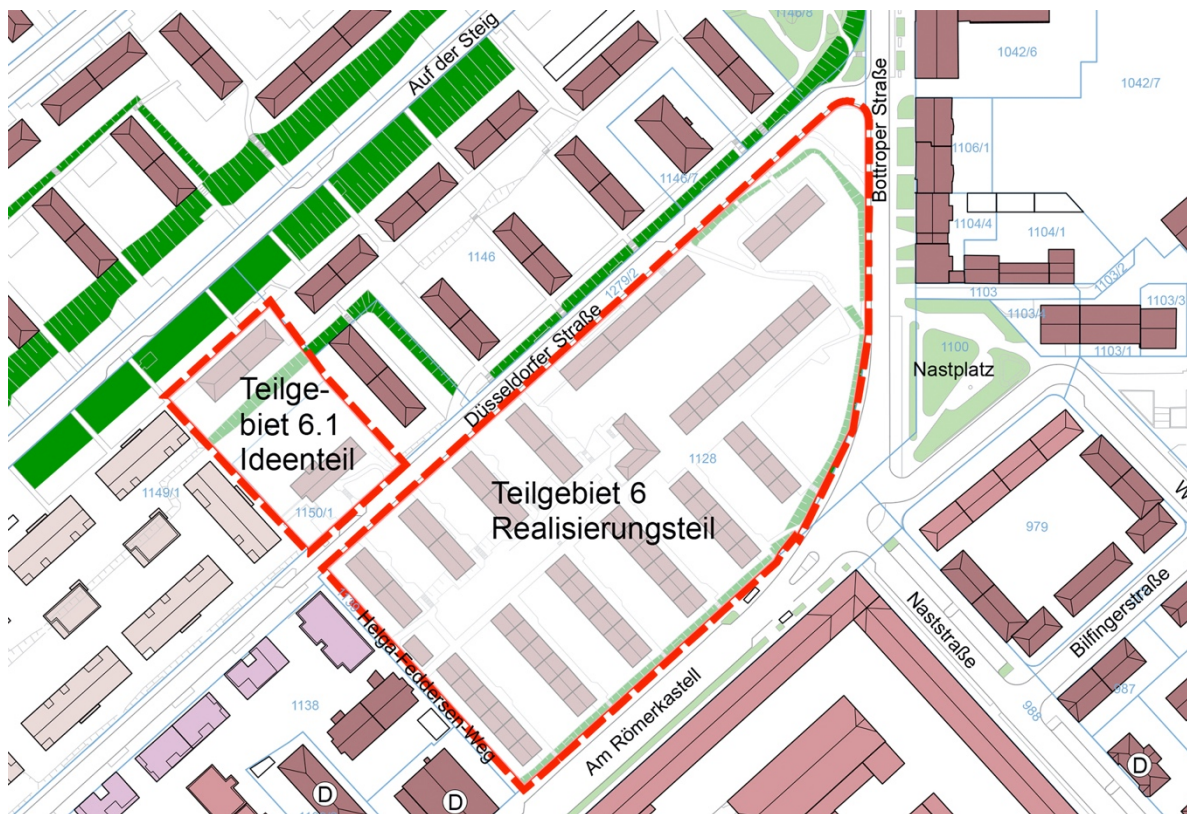 1146/8
1042/6
1042/7
Auf der Steig
Bottroper Straße
1106/1
1146/7
1104/4
1104/1
1146
1279/2
1103/2
1103
1103/3
1103/4
1103/1
1100
Nastplatz
Düsseldorfer Straße
Teilge-
biet 6.1
Ideenteil
1128
Teilgebiet 6
Realisierungsteil
1149/1
1150/1
979
Naststraße
Bilfingerstraße
Helga-Feddersen-Weg
1138
987
988
Am Römerkastell
D
D
D